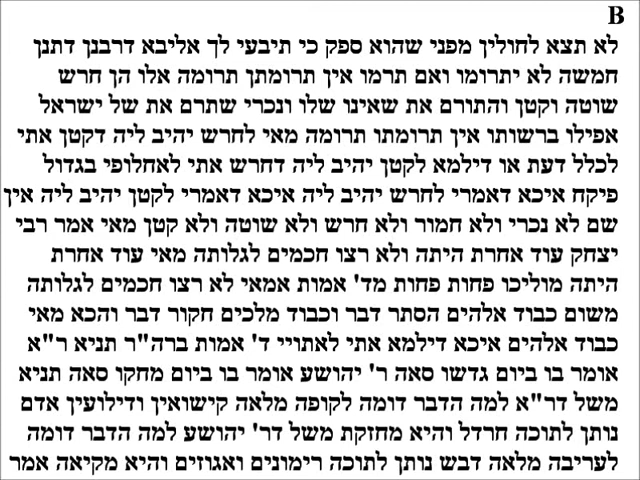 B
לא תצא לחולין מפני שהוא ספק כי תיבעי לך אליבא דרבנן דתנן
חמשה לא יתרומו ואם תרמו אין תרומתן תרומה אלו הן חרש
שוטה וקטן והתורם את שאינו שלו ונכרי שתרם את של ישראל
אפילו ברשותו אין תרומתו תרומה מאי לחרש יהיב ליה דקטן אתי
לכלל דעת או דילמא לקטן יהיב ליה דחרש אתי לאחלופי בגדול
פיקח איכא דאמרי לחרש יהיב ליה איכא דאמרי לקטן יהיב ליה אין
שם לא נכרי ולא חמור ולא חרש ולא שוטה ולא קטן מאי אמר רבי
יצחק עוד אחרת היתה ולא רצו חכמים לגלותה מאי עוד אחרת
היתה מוליכו פחות פחות מד' אמות אמאי לא רצו חכמים לגלותה
משום כבוד אלהים הסתר דבר וכבוד מלכים חקור דבר והכא מאי
כבוד אלהים איכא דילמא אתי לאתויי ד' אמות ברה"ר תניא ר"א
אומר בו ביום גדשו סאה ר' יהושע אומר בו ביום מחקו סאה תניא
משל דר"א למה הדבר דומה לקופה מלאה קישואין ודילועין אדם
נותן לתוכה חרדל והיא מחזקת משל דר' יהושע למה הדבר דומה
לעריבה מלאה דבש נותן לתוכה רימונים ואגוזים והיא מקיאה אמר